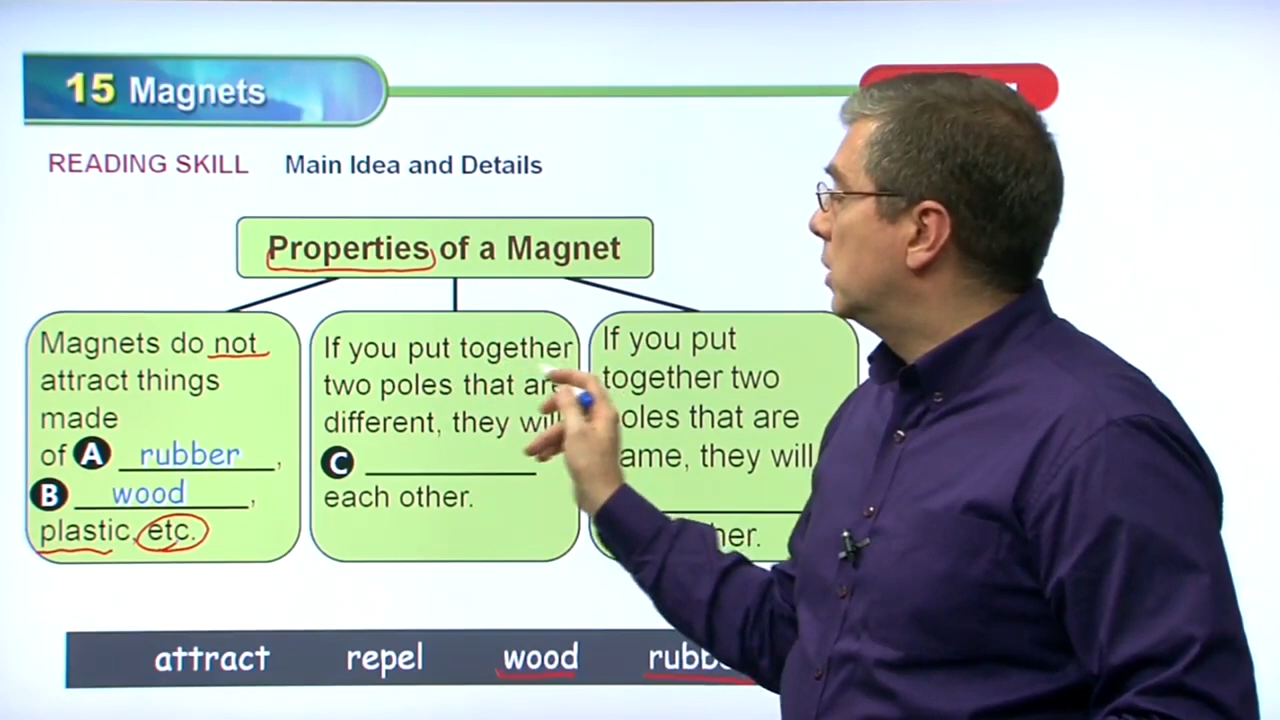 15 Magnets
READING SKILL Main Idea and Details
Properties of a Magnet
Magnets do not
attract things
made
of A rubber,
B wood,
plastic, etc.
If you put together
two poles that are
different, they will
C
each other.
If you put
together two
poles that are
same, they will
attract repel wood